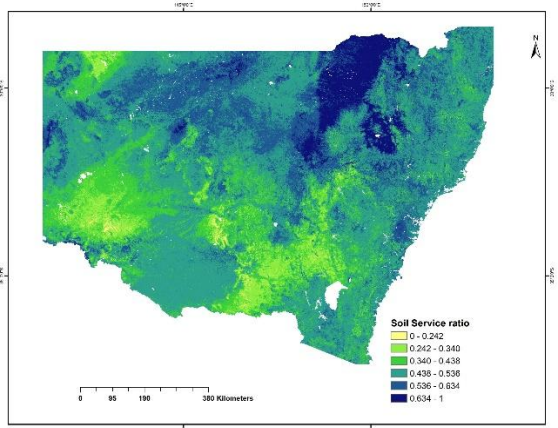 N
Soil Service ratio
0 - 0.242
0.242 - 0.340
0.340 - 0.438
0.438 - 0.536
0.536 - 0.634
0.634 - 1
0 95 190 380 Kilometers